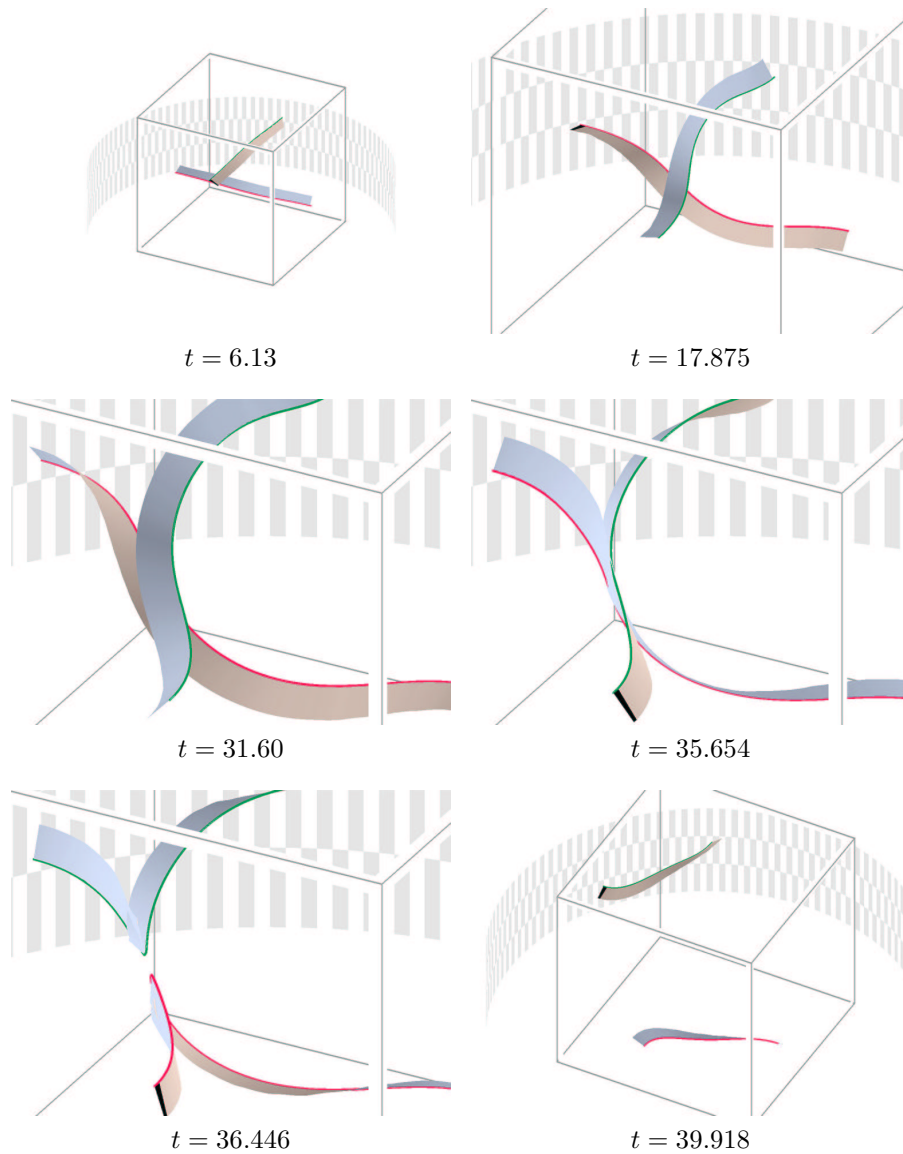 t = 6.13
t = 17.875
t = 31.60
t = 35.654
t = 36.446
t = 39.918